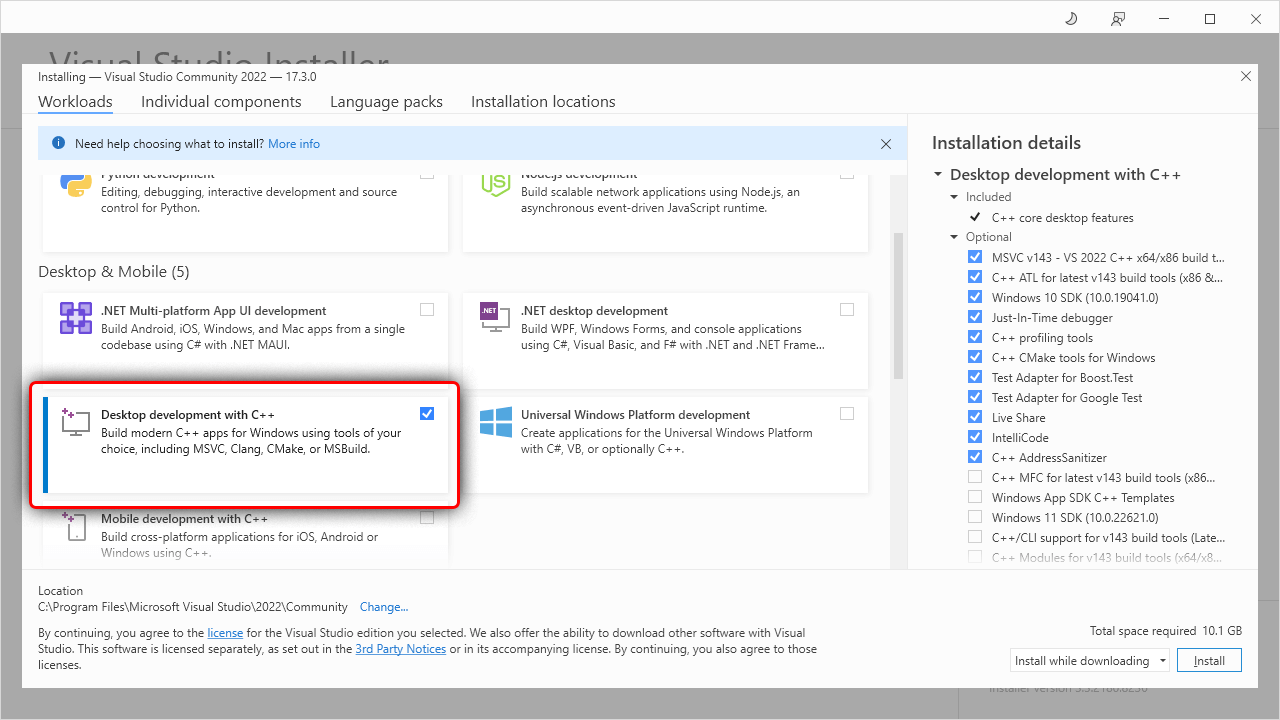 Visual Studio Installer
Installing — Visual Studio Community 2022 — 17.3.0
Workloads
Individual components
Language packs
Installation locations
Need help choosing what to install? More info
Python development
Editing, debugging, interactive development and source
control for Python.
Node.js development
Build scalable network applications using Node.js, an
asynchronous event-driven JavaScript runtime.
Desktop & Mobile (5)
.NET Multi-platform App UI development
Build Android, iOS, Windows, and Mac apps from a single
codebase using C# with .NET MAUI.
.NET
.NET desktop development
Build WPF, Windows Forms, and console applications
using C#, Visual Basic, and F# with .NET and .NET Frame...
Desktop development with C++
Build modern C++ apps for Windows using tools of your
choice, including MSVC, Clang, CMake, or MSBuild.
Universal Windows Platform development
Create applications for the Universal Windows Platform
with C#, VB, or optionally C++.
Mobile development with C++
Build cross-platform applications for iOS, Android or
Windows using C++.
Installation details
Desktop development with C++
Included
C++ core desktop features
Optional
MSVC v143 - VS 2022 C++ x64/x86 build t...
C++ ATL for latest v143 build tools (x86 &...
Windows 10 SDK (10.0.19041.0)
Just-In-Time debugger
C++ profiling tools
C++ CMake tools for Windows
Test Adapter for Boost.Test
Test Adapter for Google Test
Live Share
IntelliCode
C++ AddressSanitizer
C++ MFC for latest v143 build tools (x86...
Windows App SDK C++ Templates
Windows 11 SDK (10.0.22621.0)
C++/CLI support for v143 build tools (Late...
C++ Modules for v143 build tools (x64/x8...
Location
C:\Program Files\Microsoft Visual Studio\2022\Community Change...
By continuing, you agree to the license for the Visual Studio edition you selected. We also offer the ability to download other software with Visual
Studio. This software is licensed separately, as set out in the 3rd Party Notices or in its accompanying license. By continuing, you also agree to those
licenses.
Total space required 10.1 GB
Install while downloading
Install